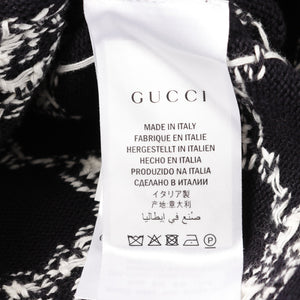 GUCCI
MADE IN ITALY
FABRIQUÉ EN ITALIE
HERGESTELLT IN ITALIEN
HECHO EN ITALIA
PRODUZIDO NA ITALIA
СДЕЛАНО В ИТАЛИИ
イタリア製
产地 意大利
صنع في إيطاليا